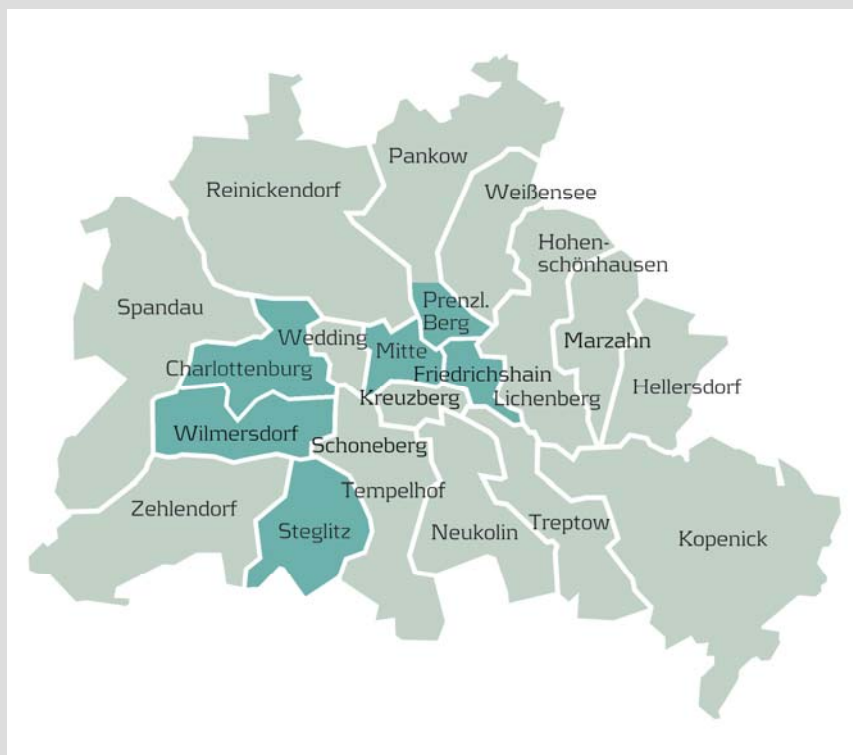 Pankow
Reinickendorf
Weißensee
Hohen-
schönhausen
Spandau
Prenzl.
Berg
Wedding
Mitte
Marzahn
Charlottenburg
Friedrichshain
Hellersdorf
Kreuzberg
Lichenberg
Wilmersdorf
Schoneberg
Tempelhof
Zehlendorf
Steglitz
Neukolin
Treptow
Kopenick